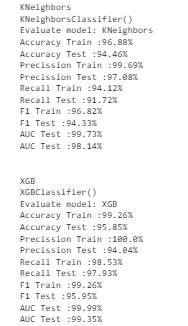 KNeighbors
KNeighborsClassifier()
Evaluate model: KNeighbors
Accuracy Train :96.88%
Accuracy Test :94.46%
Precission Train :99.69%
Precission Test :97.08%
Recall Train :94.12%
Recall Test :91.72%
F1 Train :96.82%
F1 Test :94.33%
AUC Test :99.73%
AUC Test :98.14%
XGB
XGBClassifier()
Evaluate model: XGB
Accuracy Train :99.26%
Accuracy Test :95.85%
Precission Train :100.0%
Precission Test :94.04%
Recall Train :98.53%
Recall Test :97.93%
F1 Train :99.26%
F1 Test :95.95%
AUC Test :99.99%
AUC Test :99.35%